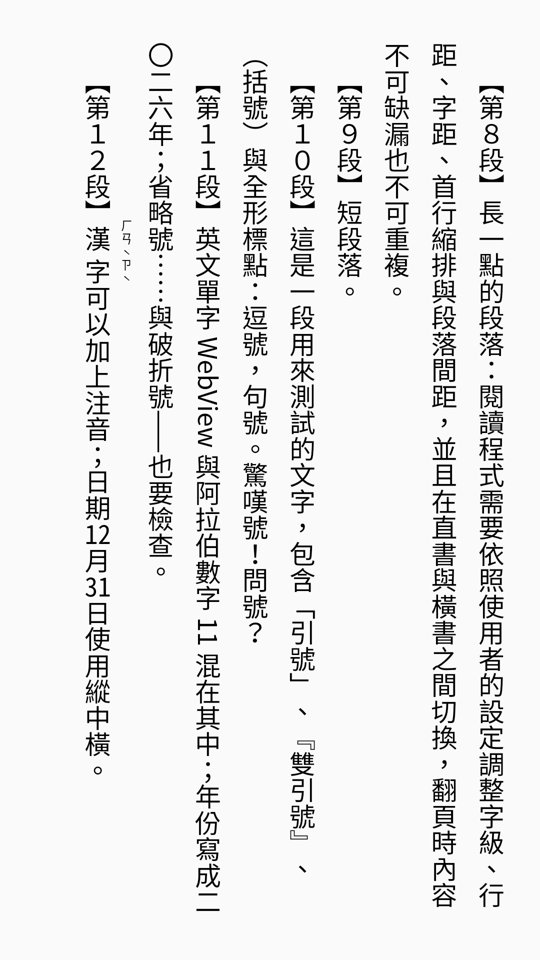 【第８段】長一點的段落：閱讀程式需要依照使用者的設定調整字級、行
距、字距、首行縮排與段落間距，並且在直書與橫書之間切換，翻頁時內容
不可缺漏也不可重複。
【第９段】短段落。
【第１０段】這是一段用來測試的文字，包含「引號」、『雙引號』、
（括號）與全形標點：逗號，句號。驚嘆號！問號？
【第１１段】英文單字 WebView 與阿拉伯數字 11 混在其中；年份寫成二
〇二六年；省略號……與破折號——也要檢查。
ㄏㄢˋㄗˋ
【第１２段】漢字可以加上注音；日期12月31日使用縱中橫。